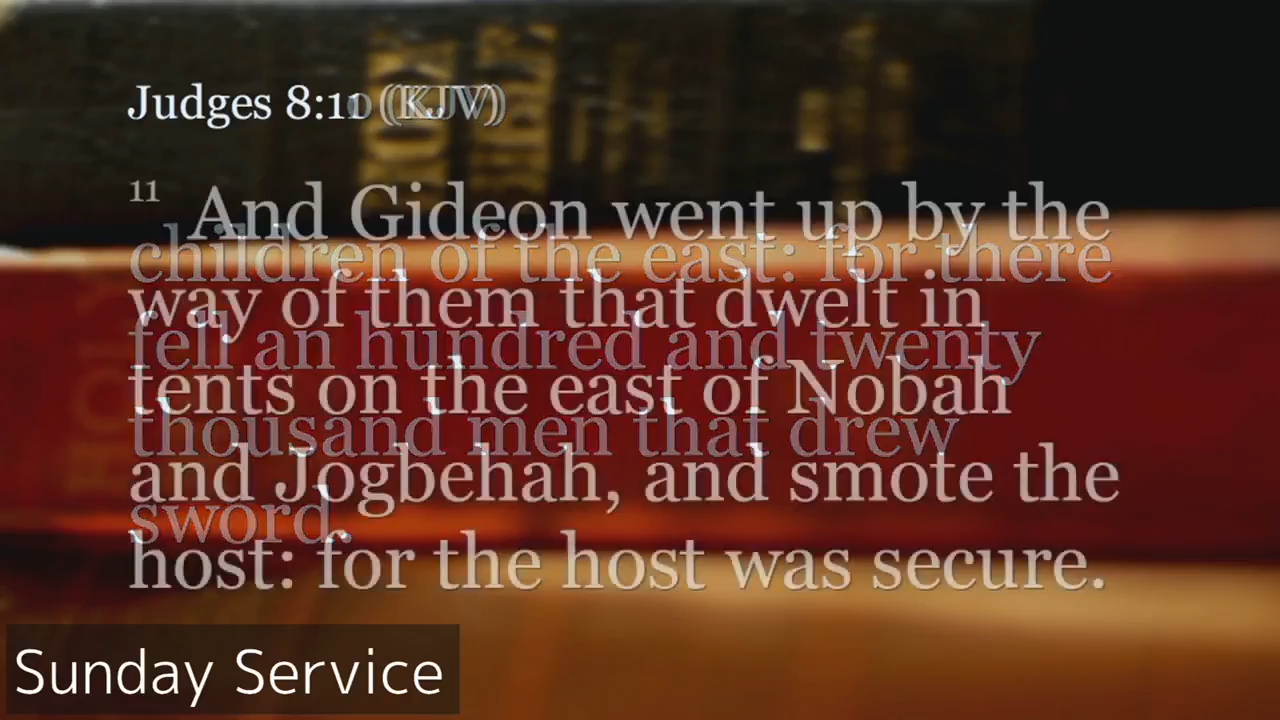 Judges 8:11 (KJV)
11 And Gideon went up by the
children of the east: for there
way of them that dwelt in
fell an hundred and twenty
tents on the east of Nobah
thousand men that drew
and Jogbehah, and smote the
sword.
host: for the host was secure.
Sunday Service